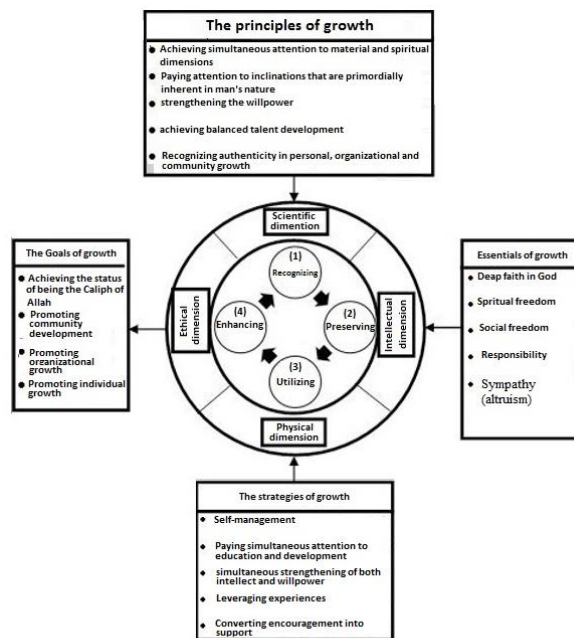 The principles of growth
Achieving simultaneous attention to material and spiritual
dimensions
Paying attention to inclinations that are primordially
inherent in man's nature
strengthening the willpower
achieving balanced talent development
Recognizing authenticity in personal, organizational and
community growth
Scientific
dimention
The Goals of growth
Achieving the status of
being the Caliph of
Allah
Promoting
community
development
Promoting
organizational
growth
Promoting individual
growth
Ethical
dimension
(1)
Recognizing
(2)
Preserving
(3)
Utilizing
(4)
Enhancing
Intellectual
dimension
Essentials of growth
Deap faith in God
Spritual freedom
Social freedom
Responsibility
Sympathy
(altruism)
Physical
dimension
The strategies of growth
Self-management
Paying simultaneous attention to
education and development
simultaneous strengthening of both
intellect and willpower
Leveraging experiences
Converting encouragement into
support